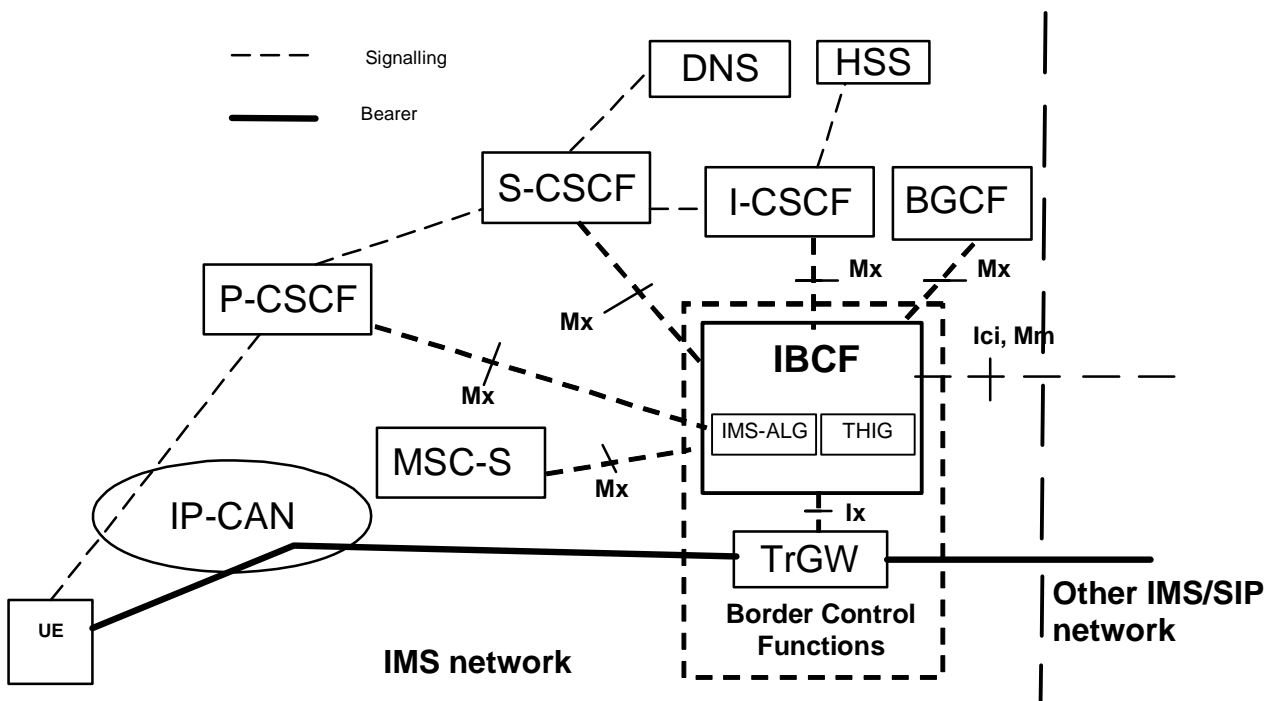 Signalling
DNS
HSS
Bearer
S-CSCF
I-CSCF
BGCF
Mx
Mx
P-CSCF
Mx
Ici, Mm
IBCF
Mx
IMS-ALG
THIG
MSC-S
Mx
IP-CAN
Ix
TrGW
Other IMS/SIP
network
UE
Border Control
Functions
IMS network